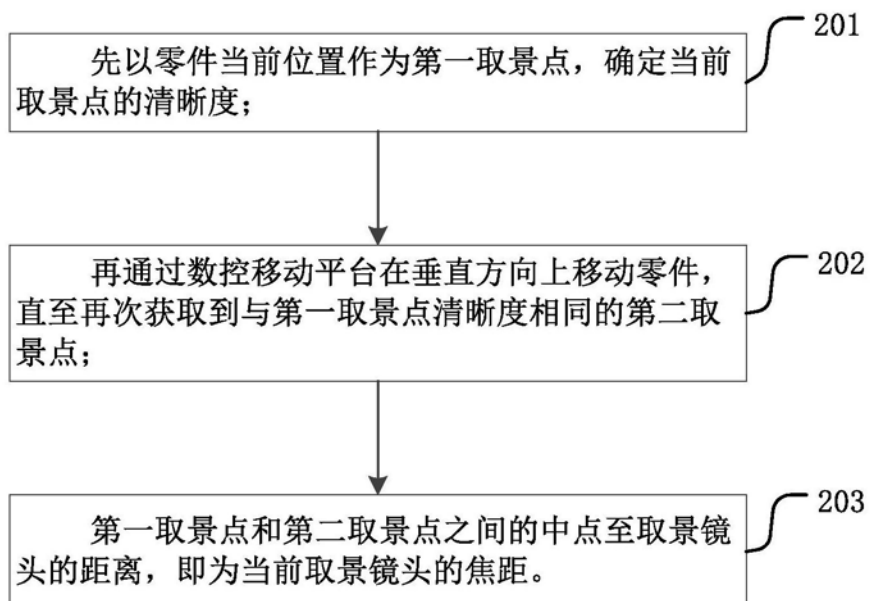 201
先以零件当前位置作为第一取景点，确定当前
取景点的清晰度；
202
再通过数控移动平台在垂直方向上移动零件，
直至再次获取到与第一取景点清晰度相同的第二取
景点；
203
第一取景点和第二取景点之间的中点至取景镜
头的距离，即为当前取景镜头的焦距。